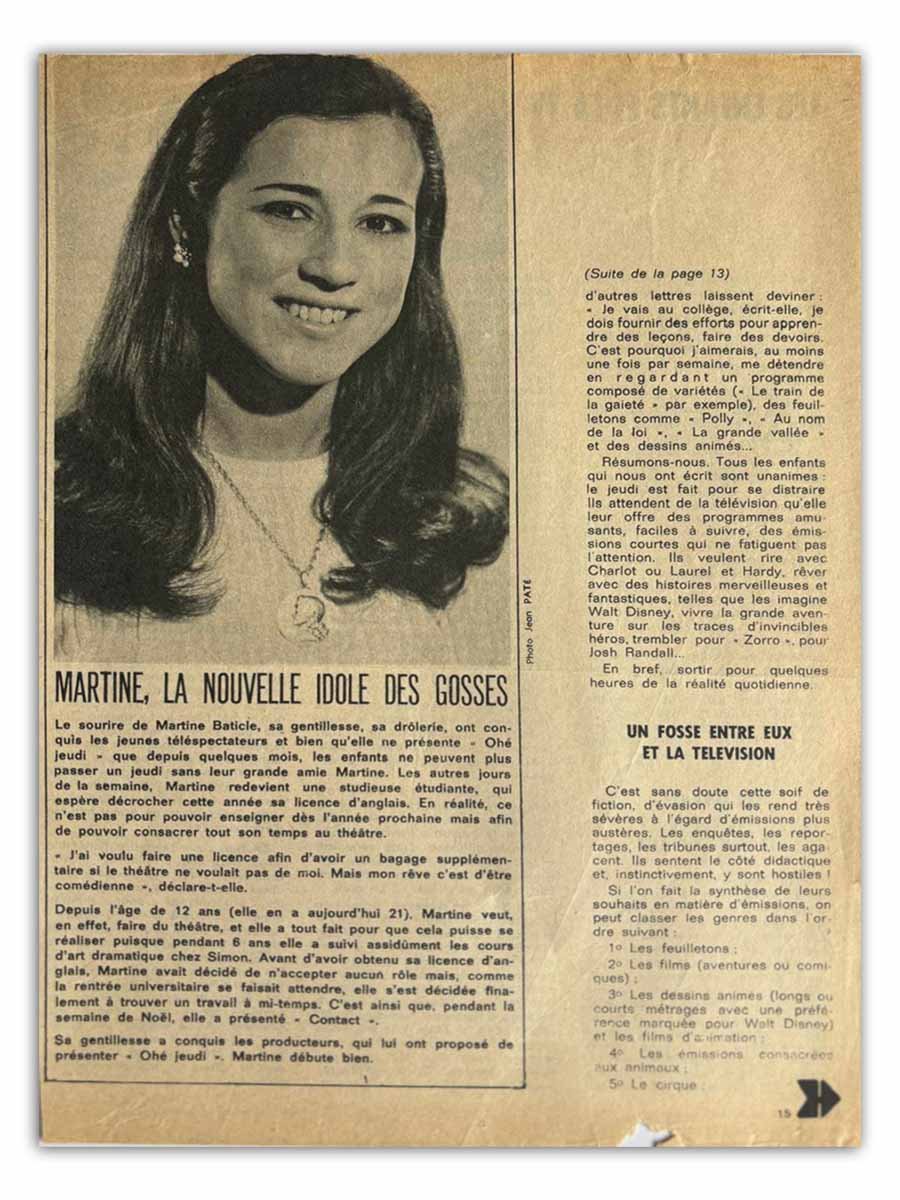 MARTINE, LA NOUVELLE IDOLE DES GOSSES
Le sourire de Martine Baticle, sa gentillesse, sa drôlerie, ont con-
quis les jeunes téléspectateurs et bien qu'elle ne présente « Ohé
jeudi » que depuis quelques mois, les enfants ne peuvent plus
passer un jeudi sans leur grande amie Martine. Les autres jours
de la semaine, Martine redevient une studieuse étudiante, qui
espère décrocher cette année sa licence d'anglais. En réalité, ce
n'est pas pour pouvoir enseigner dès l'année prochaine mais afin
de pouvoir consacrer tout son temps au théâtre.
« J'ai voulu faire une licence afin d'avoir un bagage supplémen-
taire si le théâtre ne voulait pas de moi. Mais mon rêve c'est d'être
comédienne », déclare-t-elle.
Depuis l'âge de 12 ans (elle en a aujourd'hui 21), Martine veut,
en effet, faire du théâtre, et elle a tout fait pour que cela puisse se
réaliser puisque pendant 6 ans elle a suivi assidûment les cours
d'art dramatique chez Simon. Avant d'avoir obtenu sa licence d'an-
glais, Martine avait décidé de n'accepter aucun rôle mais, comme
la rentrée universitaire se faisait attendre, elle s'est décidée fina-
lement à trouver un travail à mi-temps. C'est ainsi que, pendant la
semaine de Noël, elle a présenté « Contact ».
Sa gentillesse a conquis les producteurs, qui lui ont proposé de
présenter « Ohé jeudi ». Martine débute bien.
Photo Jean PATÉ
(Suite de la page 13)
d'autres lettres laissent deviner :
« Je vais au collège, écrit-elle, je
dois fournir des efforts pour appren-
dre des leçons, faire des devoirs.
C'est pourquoi j'aimerais, au moins
une fois par semaine, me détendre
en regardant un programme
composé de variétés (« Le train de
la gaieté » par exemple), des feuil-
letons comme « Polly », « Au nom
de la loi », « La grande vallée »
et des dessins animés...
Résumons-nous. Tous les enfants
qui nous ont écrit sont unanimes :
le jeudi est fait pour se distraire
Ils attendent de la télévision qu'elle
leur offre des programmes amu-
sants, faciles à suivre, des émis-
sions courtes qui ne fatiguent pas
l'attention. Ils veulent rire avec
Charlot ou Laurel et Hardy, rêver
avec des histoires merveilleuses et
fantastiques, telles que les imagine
Walt Disney, vivre la grande aven-
ture sur les traces d'invincibles
héros, trembler pour « Zorro », pour
Josh Randall...
En bref, sortir pour quelques
heures de la réalité quotidienne.
UN FOSSE ENTRE EUX
ET LA TELEVISION
C'est sans doute cette soif de
fiction, d'évasion qui les rend très
sévères à l'égard d'émissions plus
austères. Les enquêtes, les repor-
tages, les tribunes surtout, les aga-
cent. Ils sentent le côté didactique
et, instinctivement, y sont hostiles !
Si l'on fait la synthèse de leurs
souhaits en matière d'émissions, on
peut classer les genres dans l'or-
dre suivant :
1° Les feuilletons ;
2° Les films (aventures ou comi-
ques) ;
3° Les dessins animés (longs ou
courts métrages avec une préfé-
rence marquée pour Walt Disney)
et les films d'animation ;
4° Les émissions consacrées
aux animaux ;
5° Le cirque ;
15